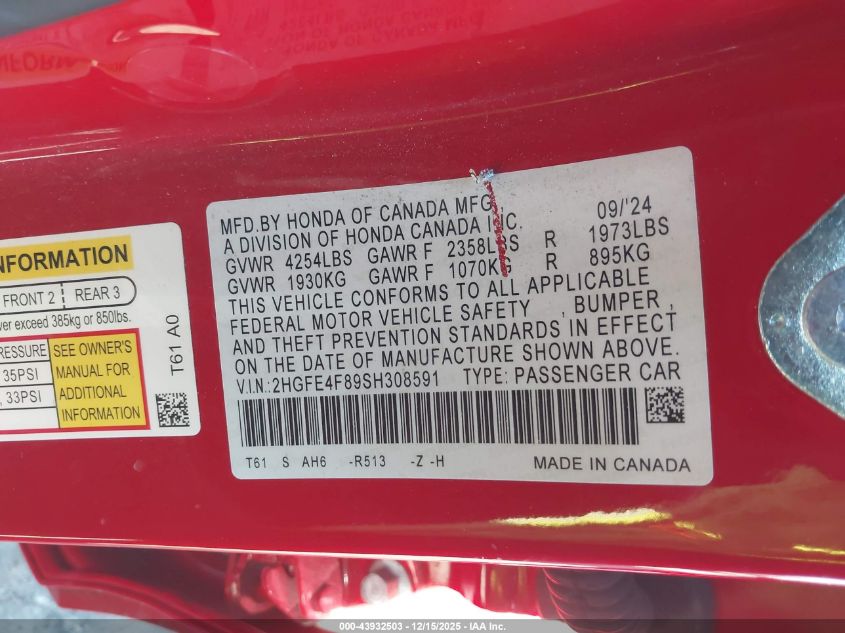 MFD.BY HONDA OF CANADA MFG.,
A DIVISION OF HONDA CANADA INC. 09/'24
GVWR 4254LBS GAWR F 2358LBS R 1973LBS
GVWR 1930KG GAWR F 1070KG R 895KG
THIS VEHICLE CONFORMS TO ALL APPLICABLE
FEDERAL MOTOR VEHICLE SAFETY , BUMPER ,
AND THEFT PREVENTION STANDARDS IN EFFECT
ON THE DATE OF MANUFACTURE SHOWN ABOVE.
V.I.N.: 2HGFE4F89SH308591 TYPE: PASSENGER CAR
T61 S AH6 -R513 -Z -H MADE IN CANADA
INFORMATION
FRONT 2 REAR 3
exceed 385kg or 850lbs.
PRESSURE
35PSI
, 33PSI
SEE OWNER'S
MANUAL FOR
ADDITIONAL
INFORMATION
T61 A0
000-43932503 - 12/15/2025 - IAA Inc.